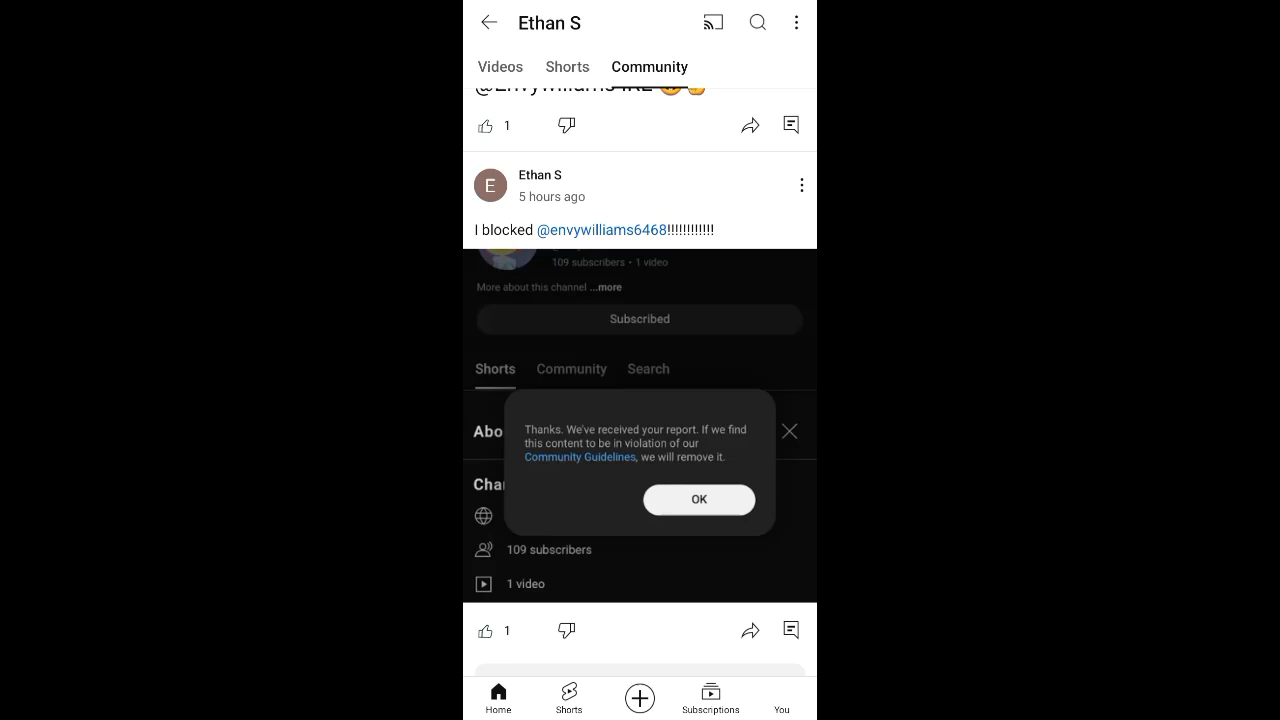 Ethan S
Videos Shorts Community
1
Ethan S
5 hours ago
I blocked @envywilliams6468!!!!!!!!!!!!
109 subscribers • 1 video
More about this channel ...more
Subscribed
Shorts Community Search
Abo
Thanks. We've received your report. If we find
this content to be in violation of our
Community Guidelines, we will remove it.
Cha
OK
109 subscribers
1 video
1
E
Home Shorts Subscriptions You